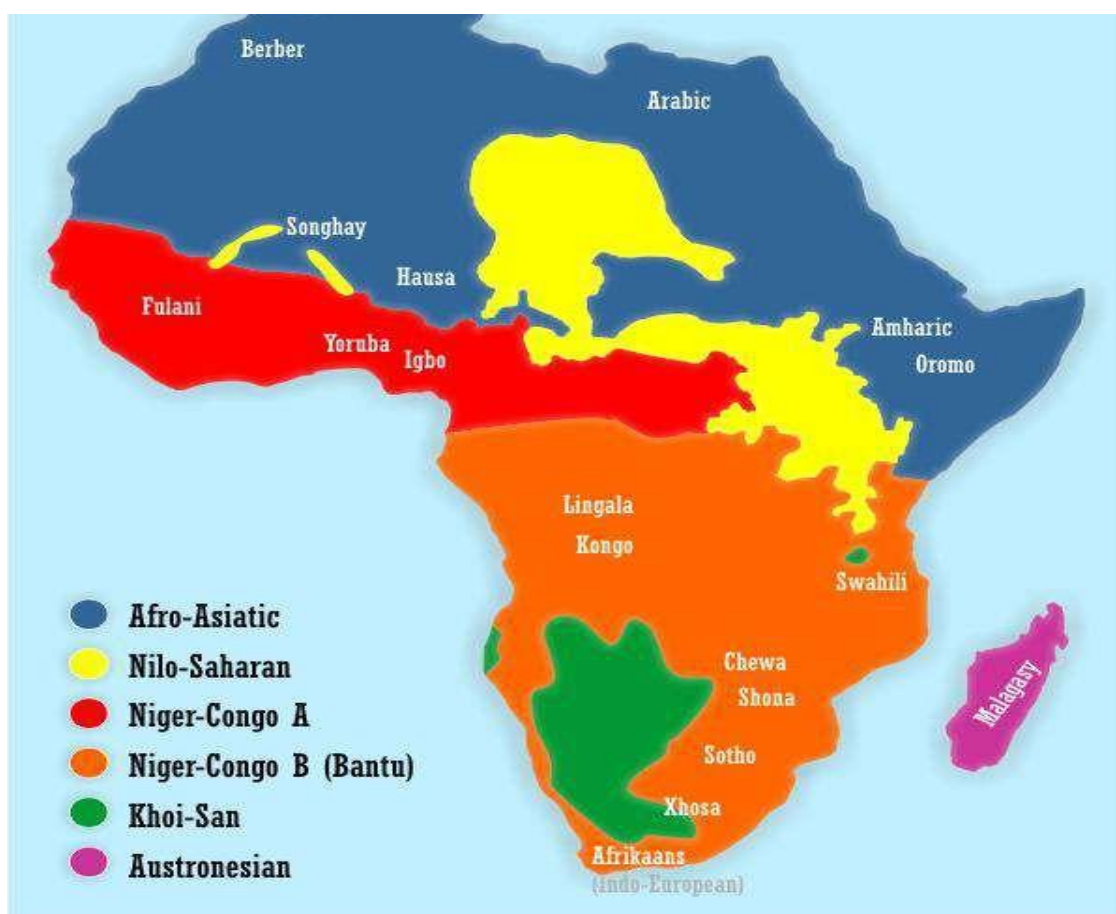 Berber
Arabic
Songhay
Hausa
Fulani
Yoruba
Igbo
Amharic
Oromo
Lingala
Kongo
Swahili
Chewa
Shona
Sotho
Xhosa
Afrikaans
(Indo-European)
Malagasy
Afro-Asiatic
Nilo-Saharan
Niger-Congo A
Niger-Congo B (Bantu)
Khoi-San
Austronesian